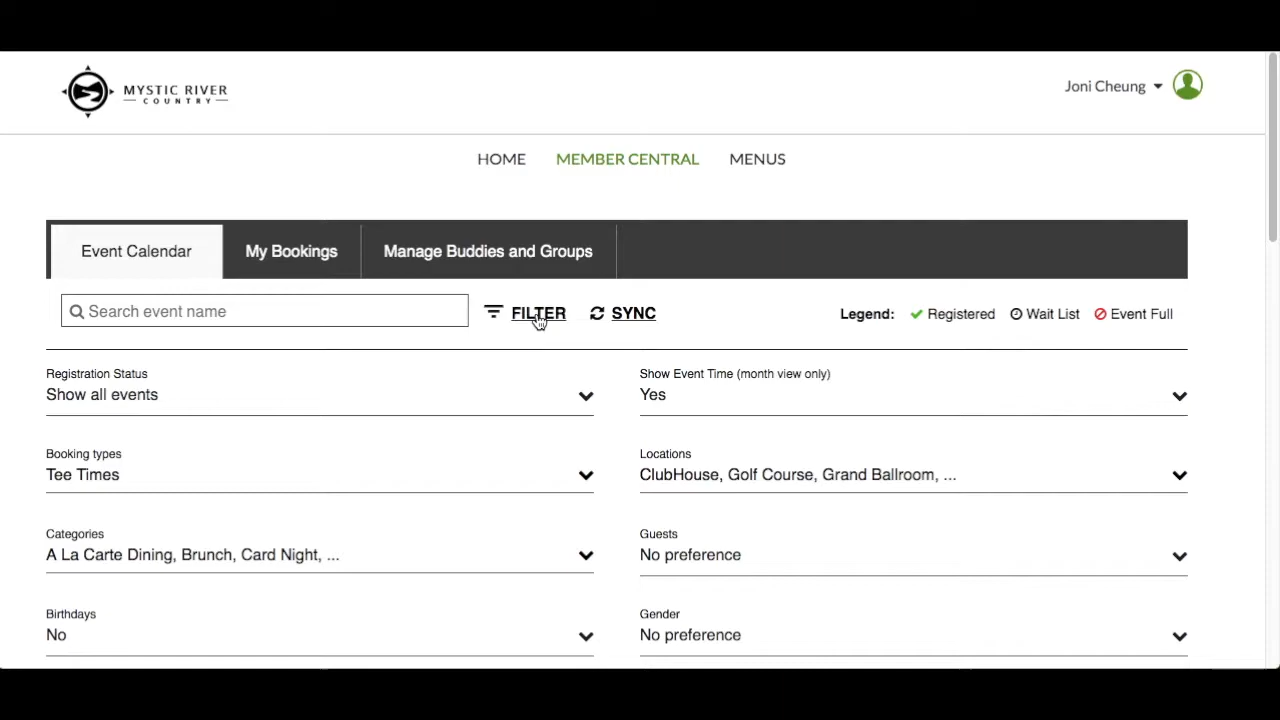 MYSTIC RIVER
COUNTRY
Joni Cheung
HOME MEMBER CENTRAL MENUS
Event Calendar My Bookings Manage Buddies and Groups
Search event name FILTER SYNC Legend: Registered Wait List Event Full
Registration Status Show Event Time (month view only)
Show all events Yes
Booking types Locations
Tee Times ClubHouse, Golf Course, Grand Ballroom, ...
Categories Guests
A La Carte Dining, Brunch, Card Night, ... No preference
Birthdays Gender
No No preference